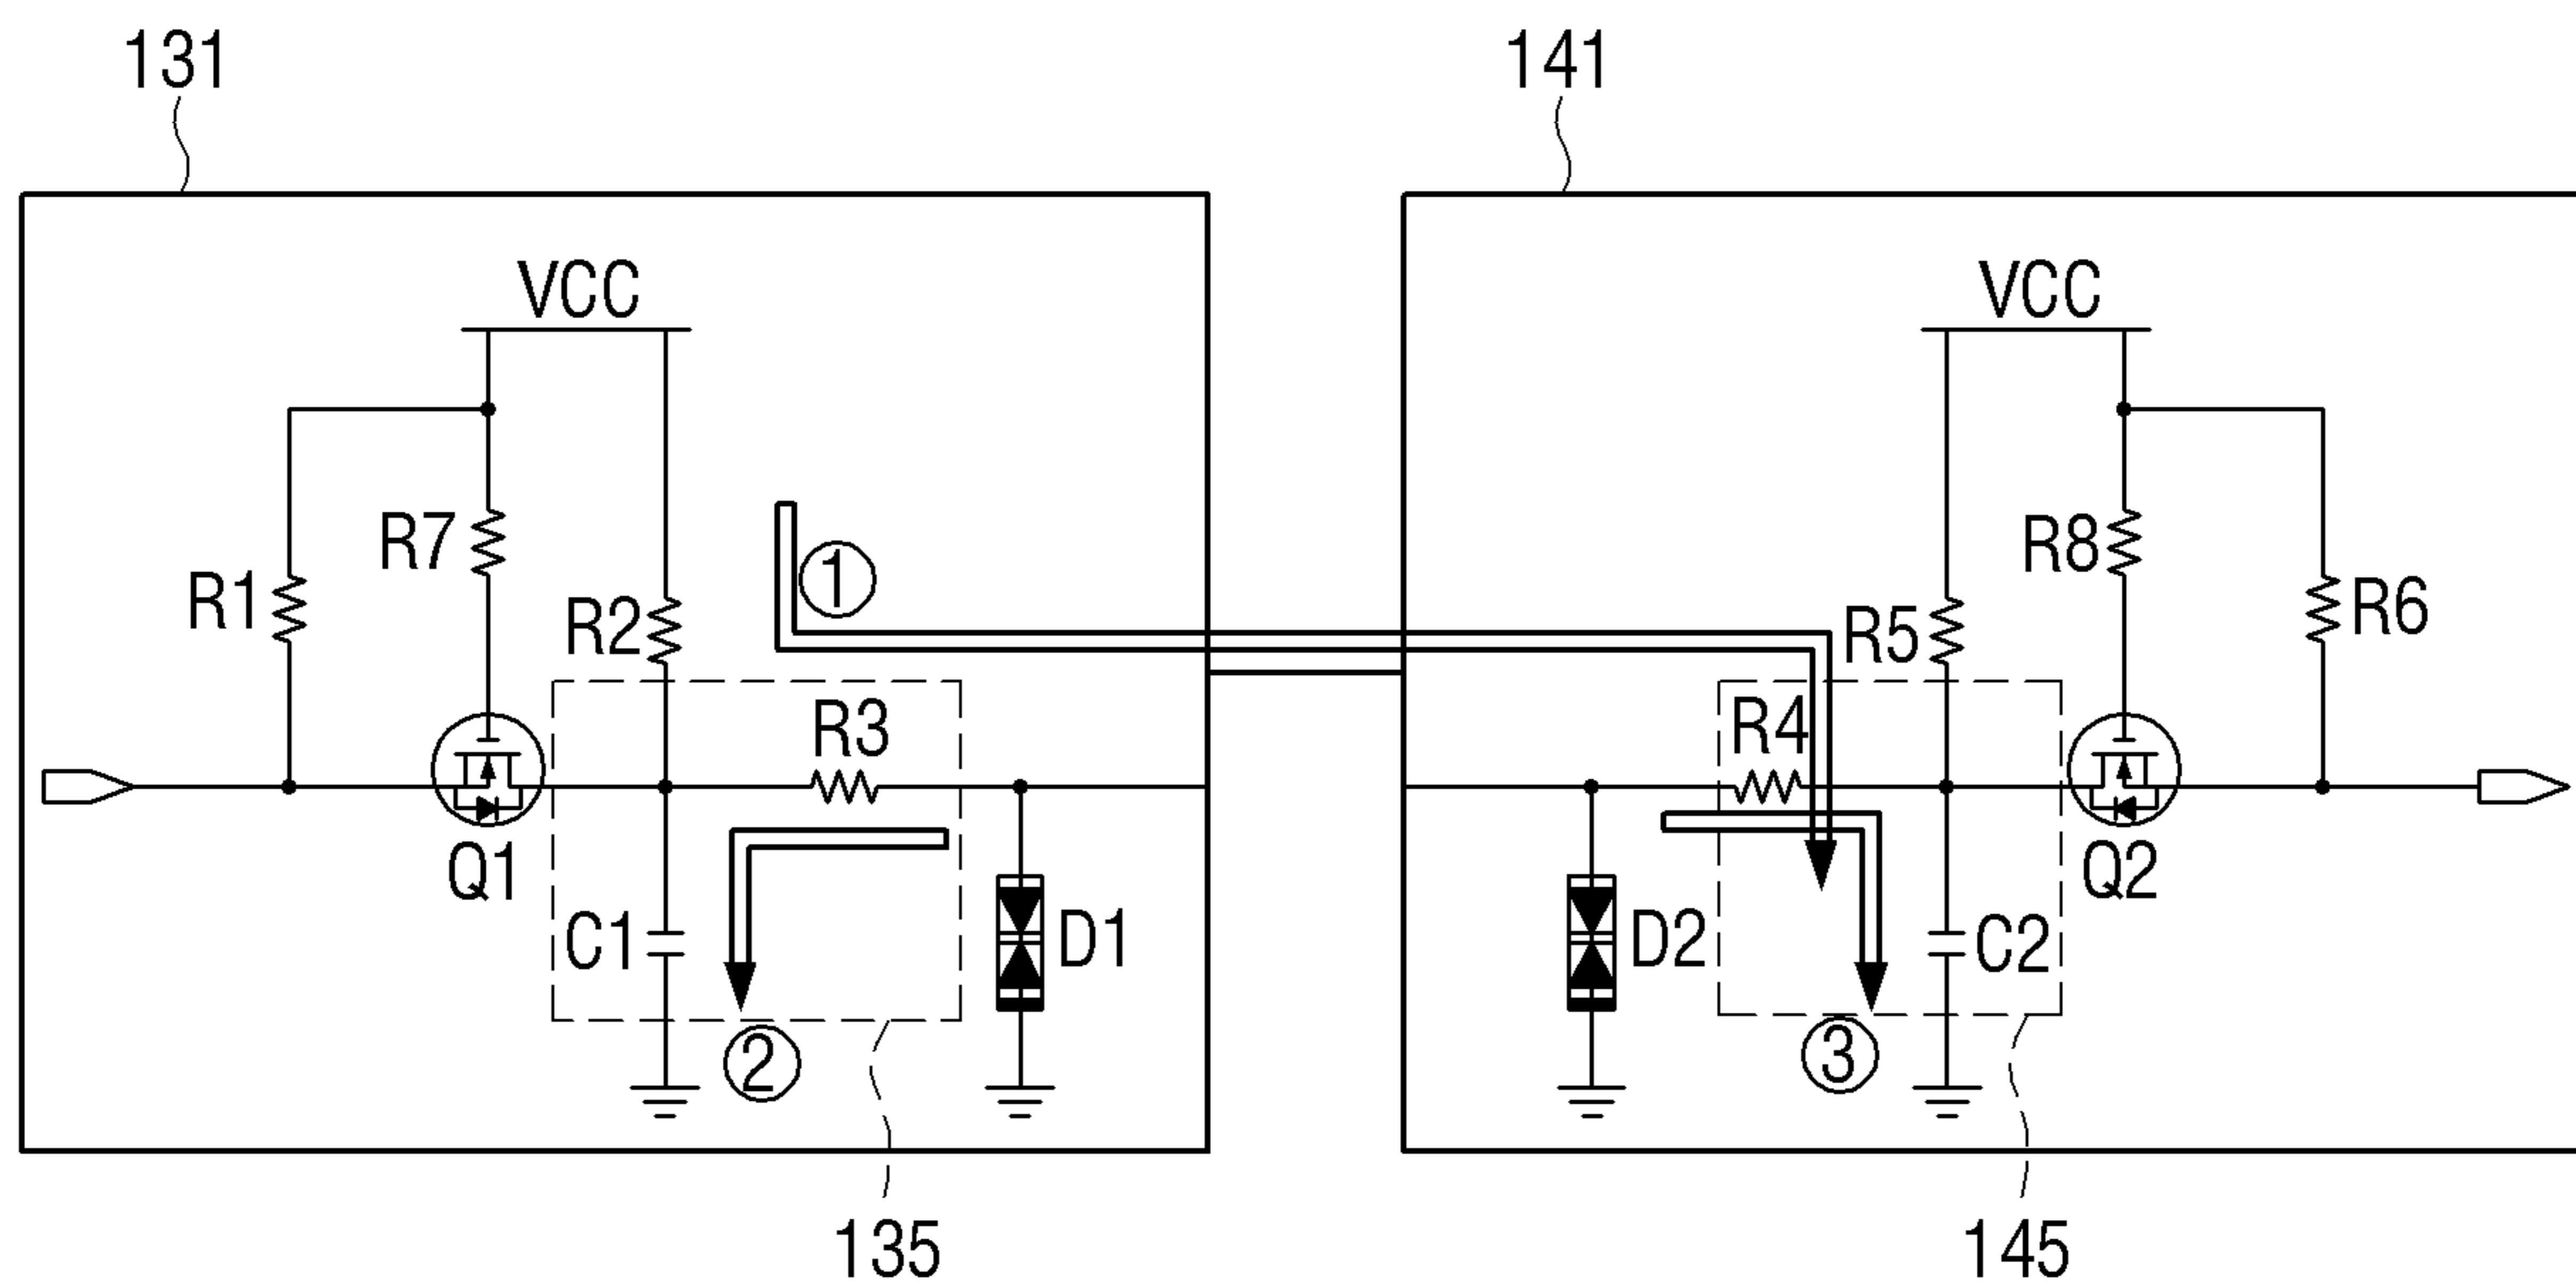 131
141
VCC
VCC
R7
R8
①
R1
R2
R5
R6
R3
R4
Q1
Q2
C1
D1
D2
C2
②
③
135
145